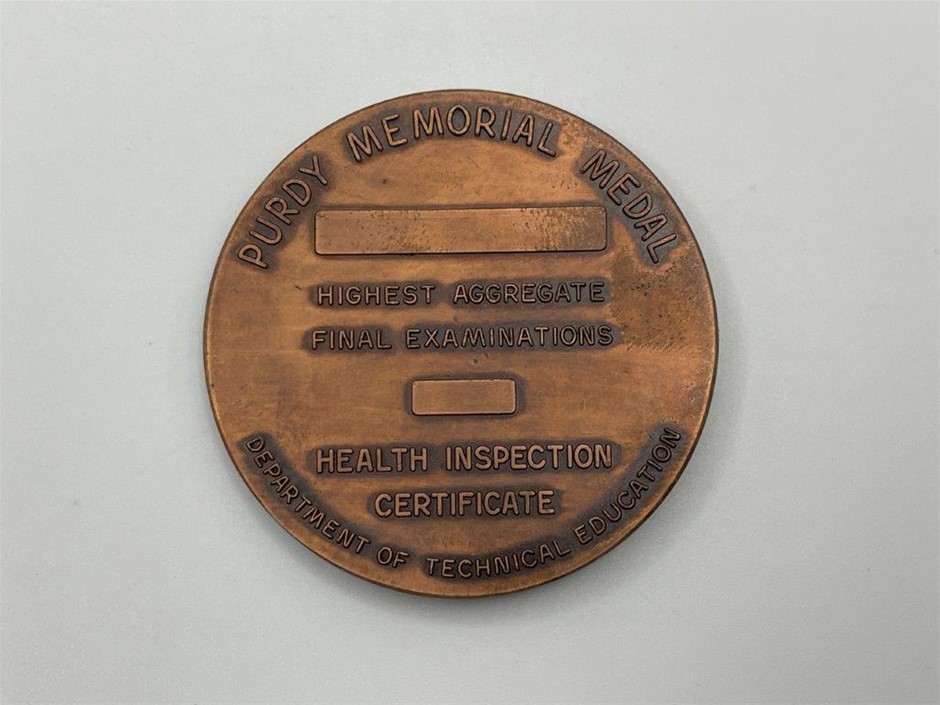 PURDY MEMORIAL MEDAL
HIGHEST AGGREGATE
FINAL EXAMINATIONS
HEALTH INSPECTION
CERTIFICATE
DEPARTMENT OF TECHNICAL EDUCATION